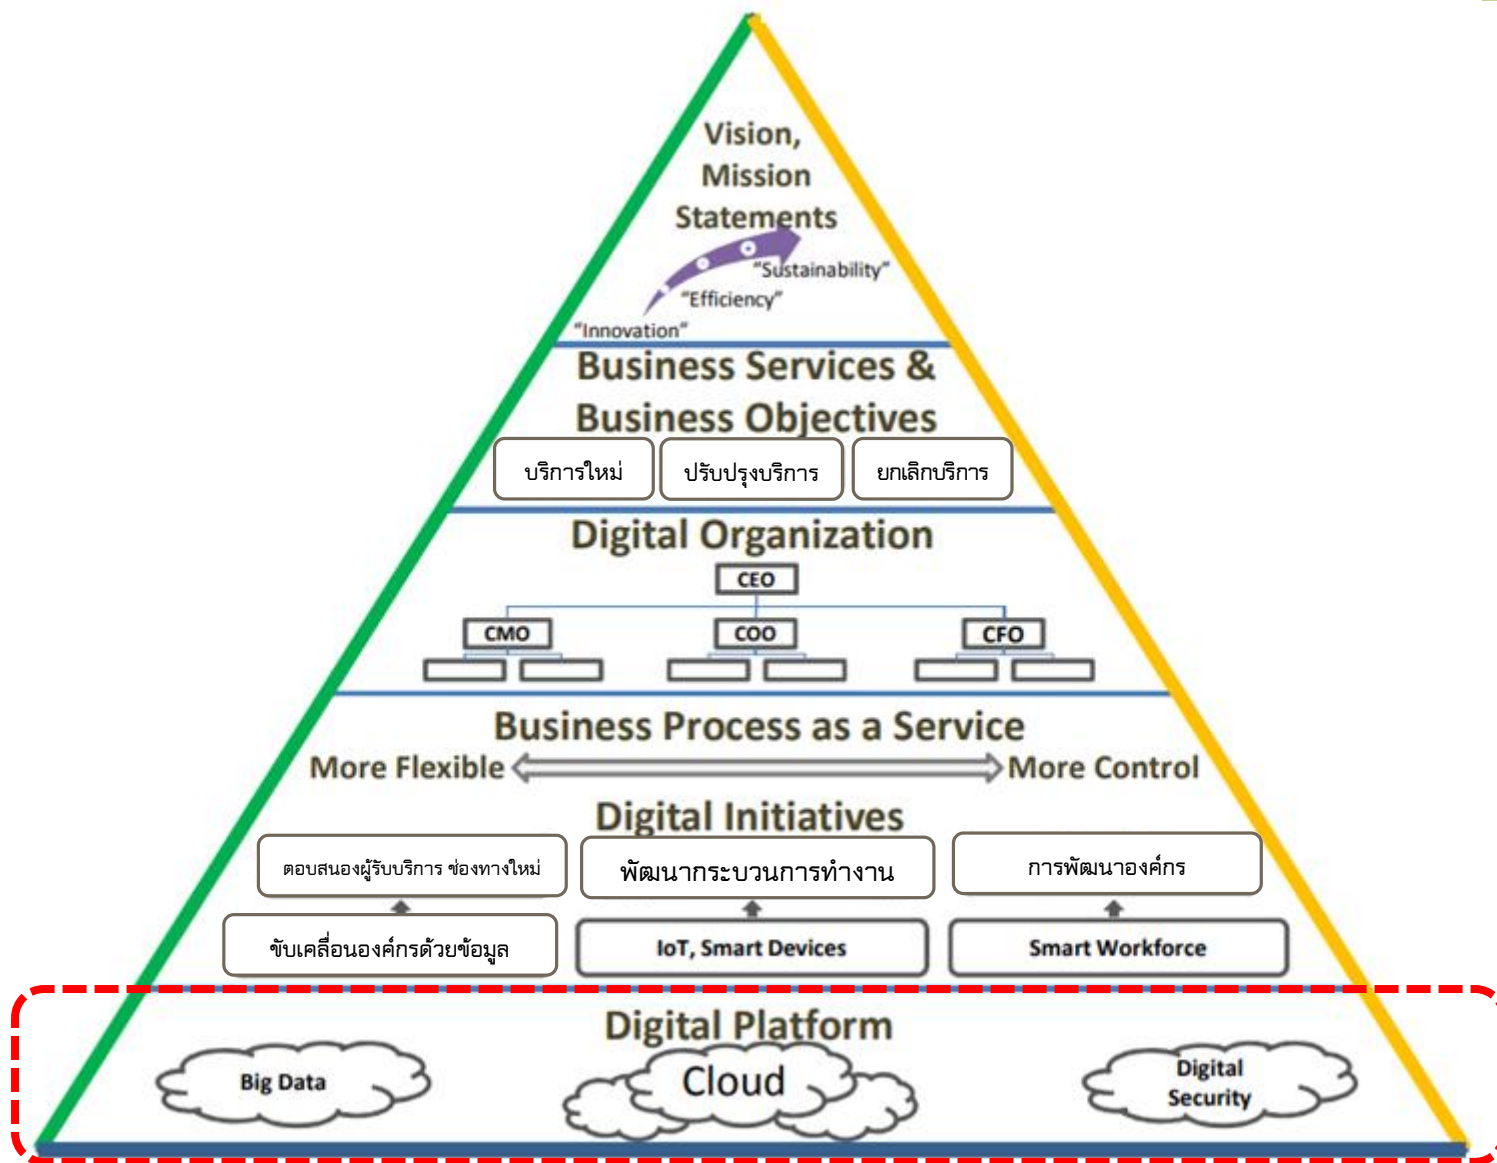 Vision,
Mission
Statements
"Sustainability"
"Efficiency"
"Innovation"
Business Services &
Business Objectives
บริการใหม่
ปรับปรุงบริการ
ยกเลิกบริการ
Digital Organization
CEO
CMO
COO
CFO
Business Process as a Service
More Flexible
More Control
Digital Initiatives
ตอบสนองผู้รับบริการ ช่องทางใหม่
พัฒนากระบวนการทำงาน
การพัฒนาองค์กร
ขับเคลื่อนองค์กรด้วยข้อมูล
IoT, Smart Devices
Smart Workforce
Digital Platform
Big Data
Cloud
Digital
Security